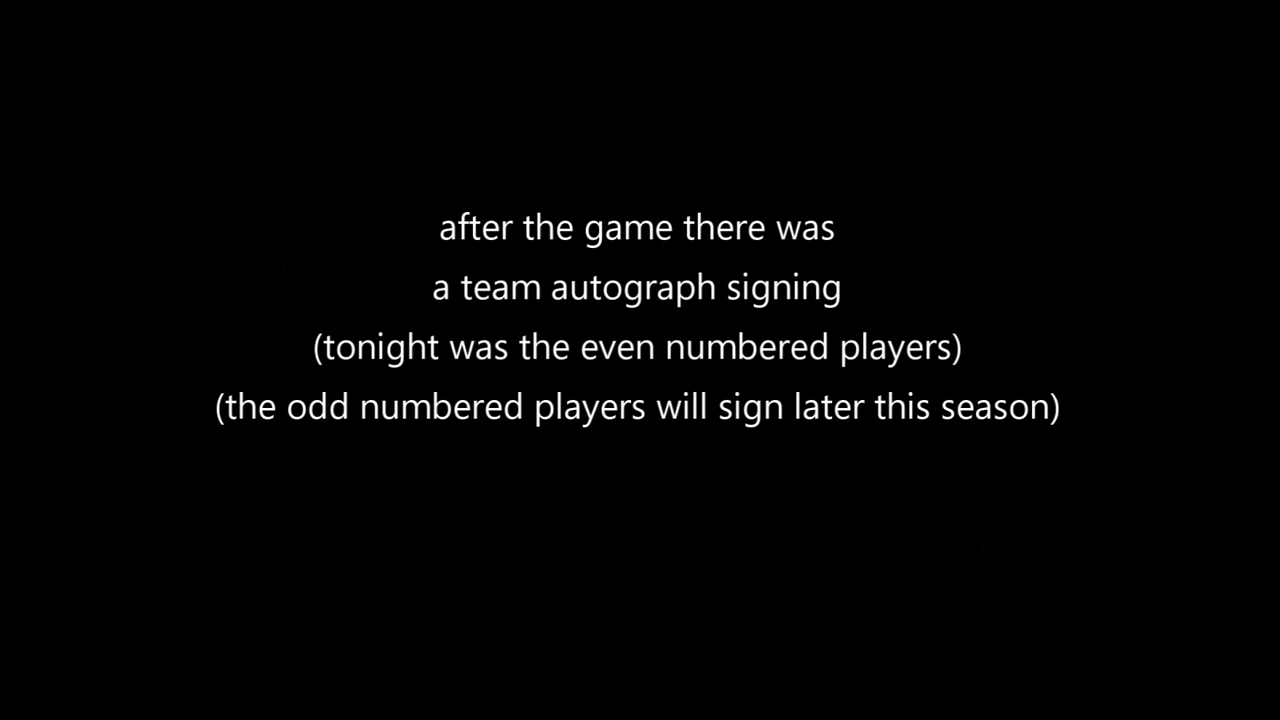 after the game there was
a team autograph signing
(tonight was the even numbered players)
(the odd numbered players will sign later this season)